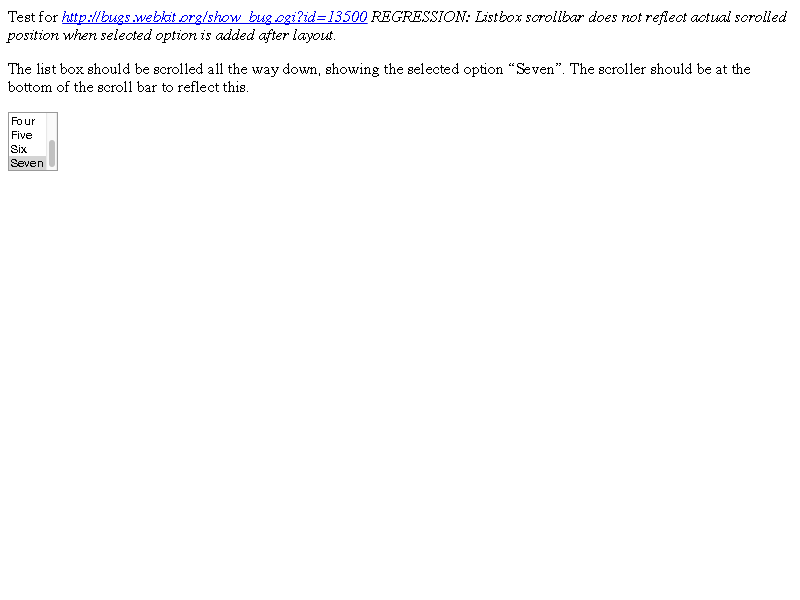 Test for http://bugs.webkit.org/show_bug.cgi?id=13500 REGRESSION: Listbox scrollbar does not reflect actual scrolled
position when selected option is added after layout.
The list box should be scrolled all the way down, showing the selected option “Seven”. The scroller should be at the
bottom of the scroll bar to reflect this.
Four
Five
Six
Seven